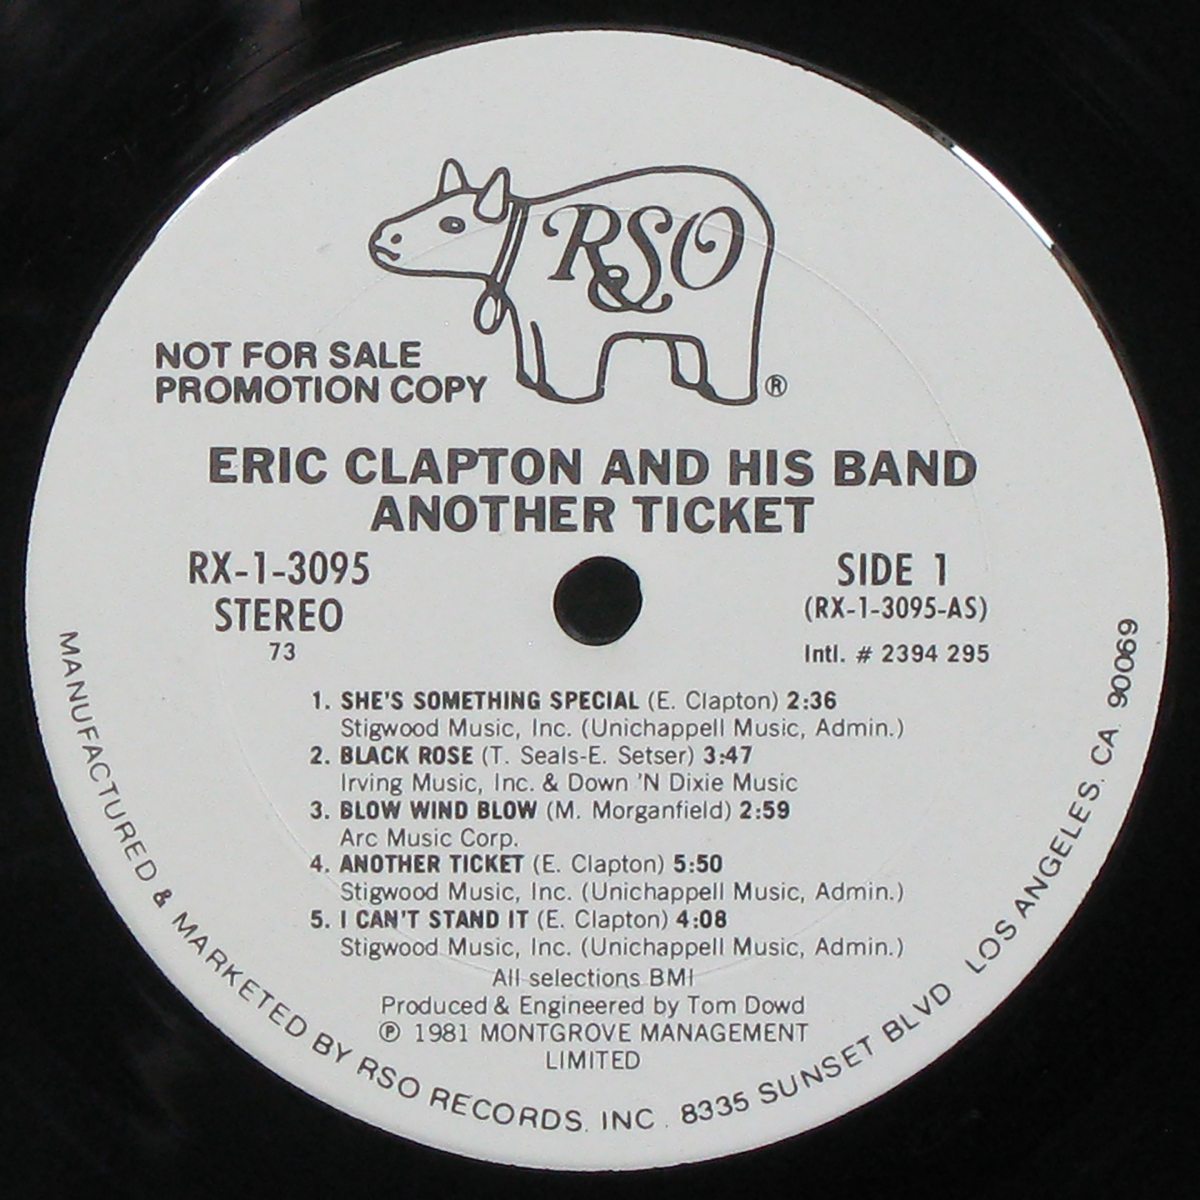 RSO
®
NOT FOR SALE
PROMOTION COPY
ERIC CLAPTON AND HIS BAND
ANOTHER TICKET
RX-1-3095
STEREO
73
SIDE 1
(RX-1-3095-AS)
Intl. # 2394 295
1. SHE'S SOMETHING SPECIAL (E. Clapton) 2:36
Stigwood Music, Inc. (Unichappell Music, Admin.)
2. BLACK ROSE (T. Seals-E. Setser) 3:47
Irving Music, Inc. & Down 'N Dixie Music
3. BLOW WIND BLOW (M. Morganfield) 2:59
Arc Music Corp.
4. ANOTHER TICKET (E. Clapton) 5:50
Stigwood Music, Inc. (Unichappell Music, Admin.)
5. I CAN'T STAND IT (E. Clapton) 4:08
Stigwood Music, Inc. (Unichappell Music, Admin.)
All selections BMI
Produced & Engineered by Tom Dowd
℗ 1981 MONTGROVE MANAGEMENT
LIMITED
MANUFACTURED & MARKETED BY RSO RECORDS, INC. 8335 SUNSET BLVD LOS ANGELES, CA 90069